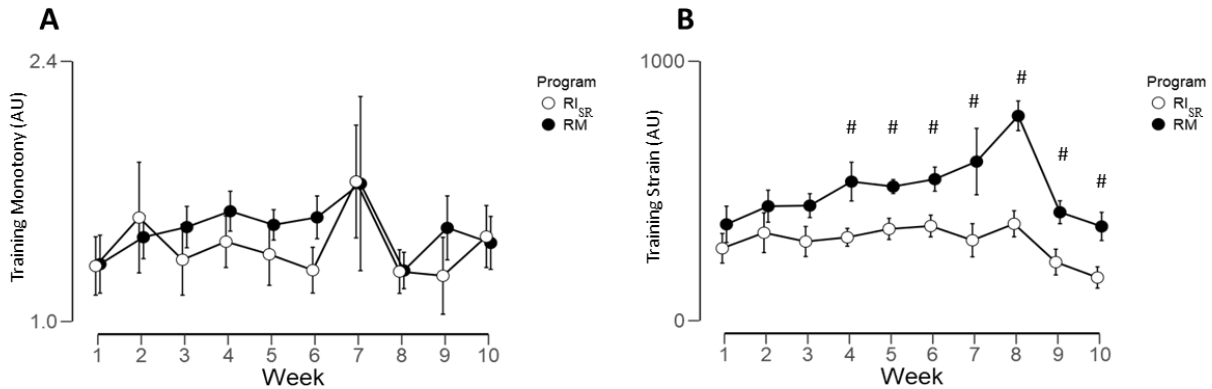 A
2.4
1.0
Training Monotony (AU)
Program
RI_SR
RM
1 2 3 4 5 6 7 8 9 10
Week
B
1000
0
Training Strain (AU)
# # # # # # #
Program
RI_SR
RM
1 2 3 4 5 6 7 8 9 10
Week